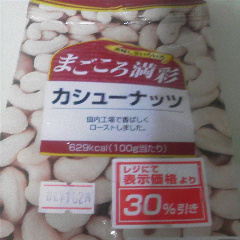 まごころ満彩
カシューナッツ
国内工場で香ばしく
ローストしました。
629kcal(100g当たり)
レジにて
表示価格より
30%引き